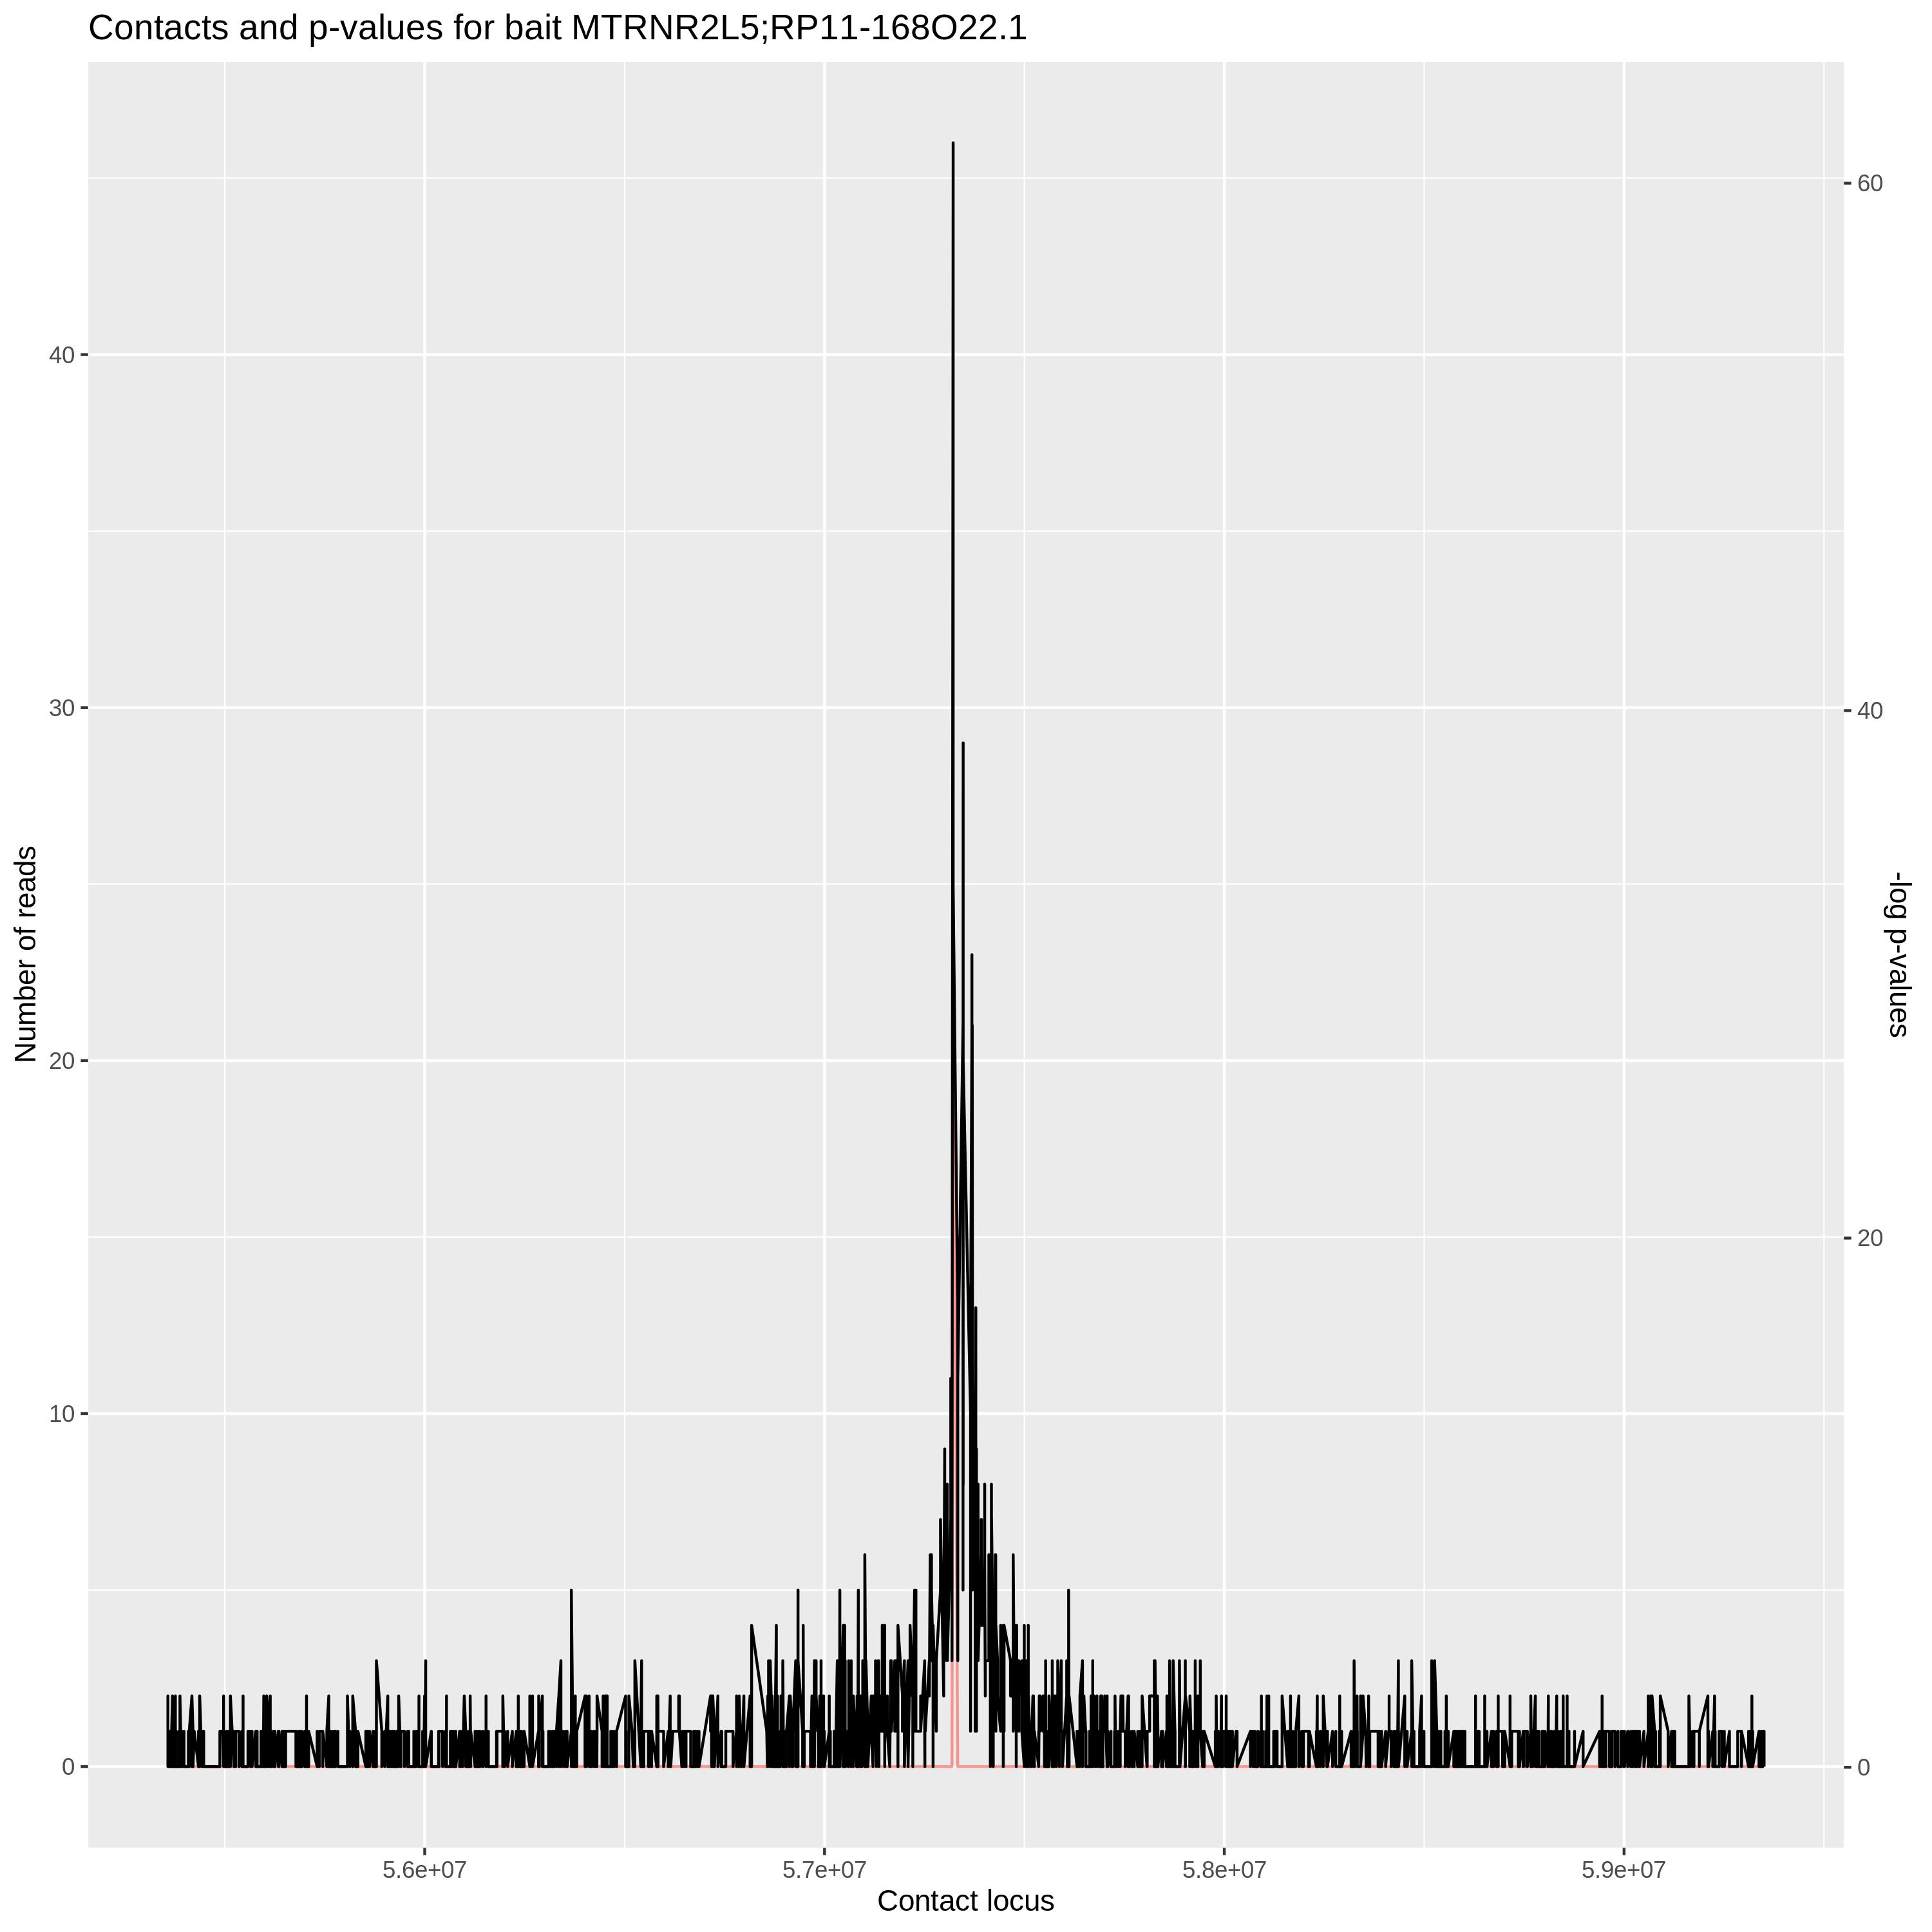 Contacts and p-values for bait MTRNR2L5;RP11-168O22.1
60
40
40
30
20
20
10
0
0
Number of reads
-log p-values
5.6e+07
5.7e+07
5.8e+07
5.9e+07
Contact locus